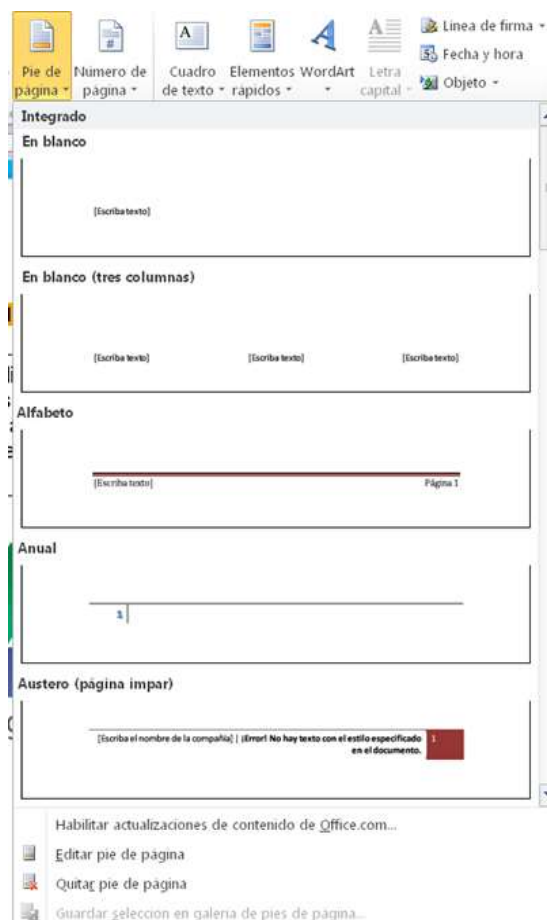 Pie de página
Número de página
Cuadro de texto
Elementos rápidos
WordArt
Letra capital
Línea de firma
Fecha y hora
Objeto
Integrado
En blanco
[Escriba texto]
En blanco (tres columnas)
[Escriba texto] [Escriba texto] [Escriba texto]
Alfabeto
[Escriba texto] Página 1
Anual
1
Austero (página impar)
[Escriba el nombre de la compañía] | ¡Error! No hay texto con el estilo especificado 1
en el documento.
Habilitar actualizaciones de contenido de Office.com...
Editar pie de página
Quitar pie de página
Guardar selección en galería de pies de página...